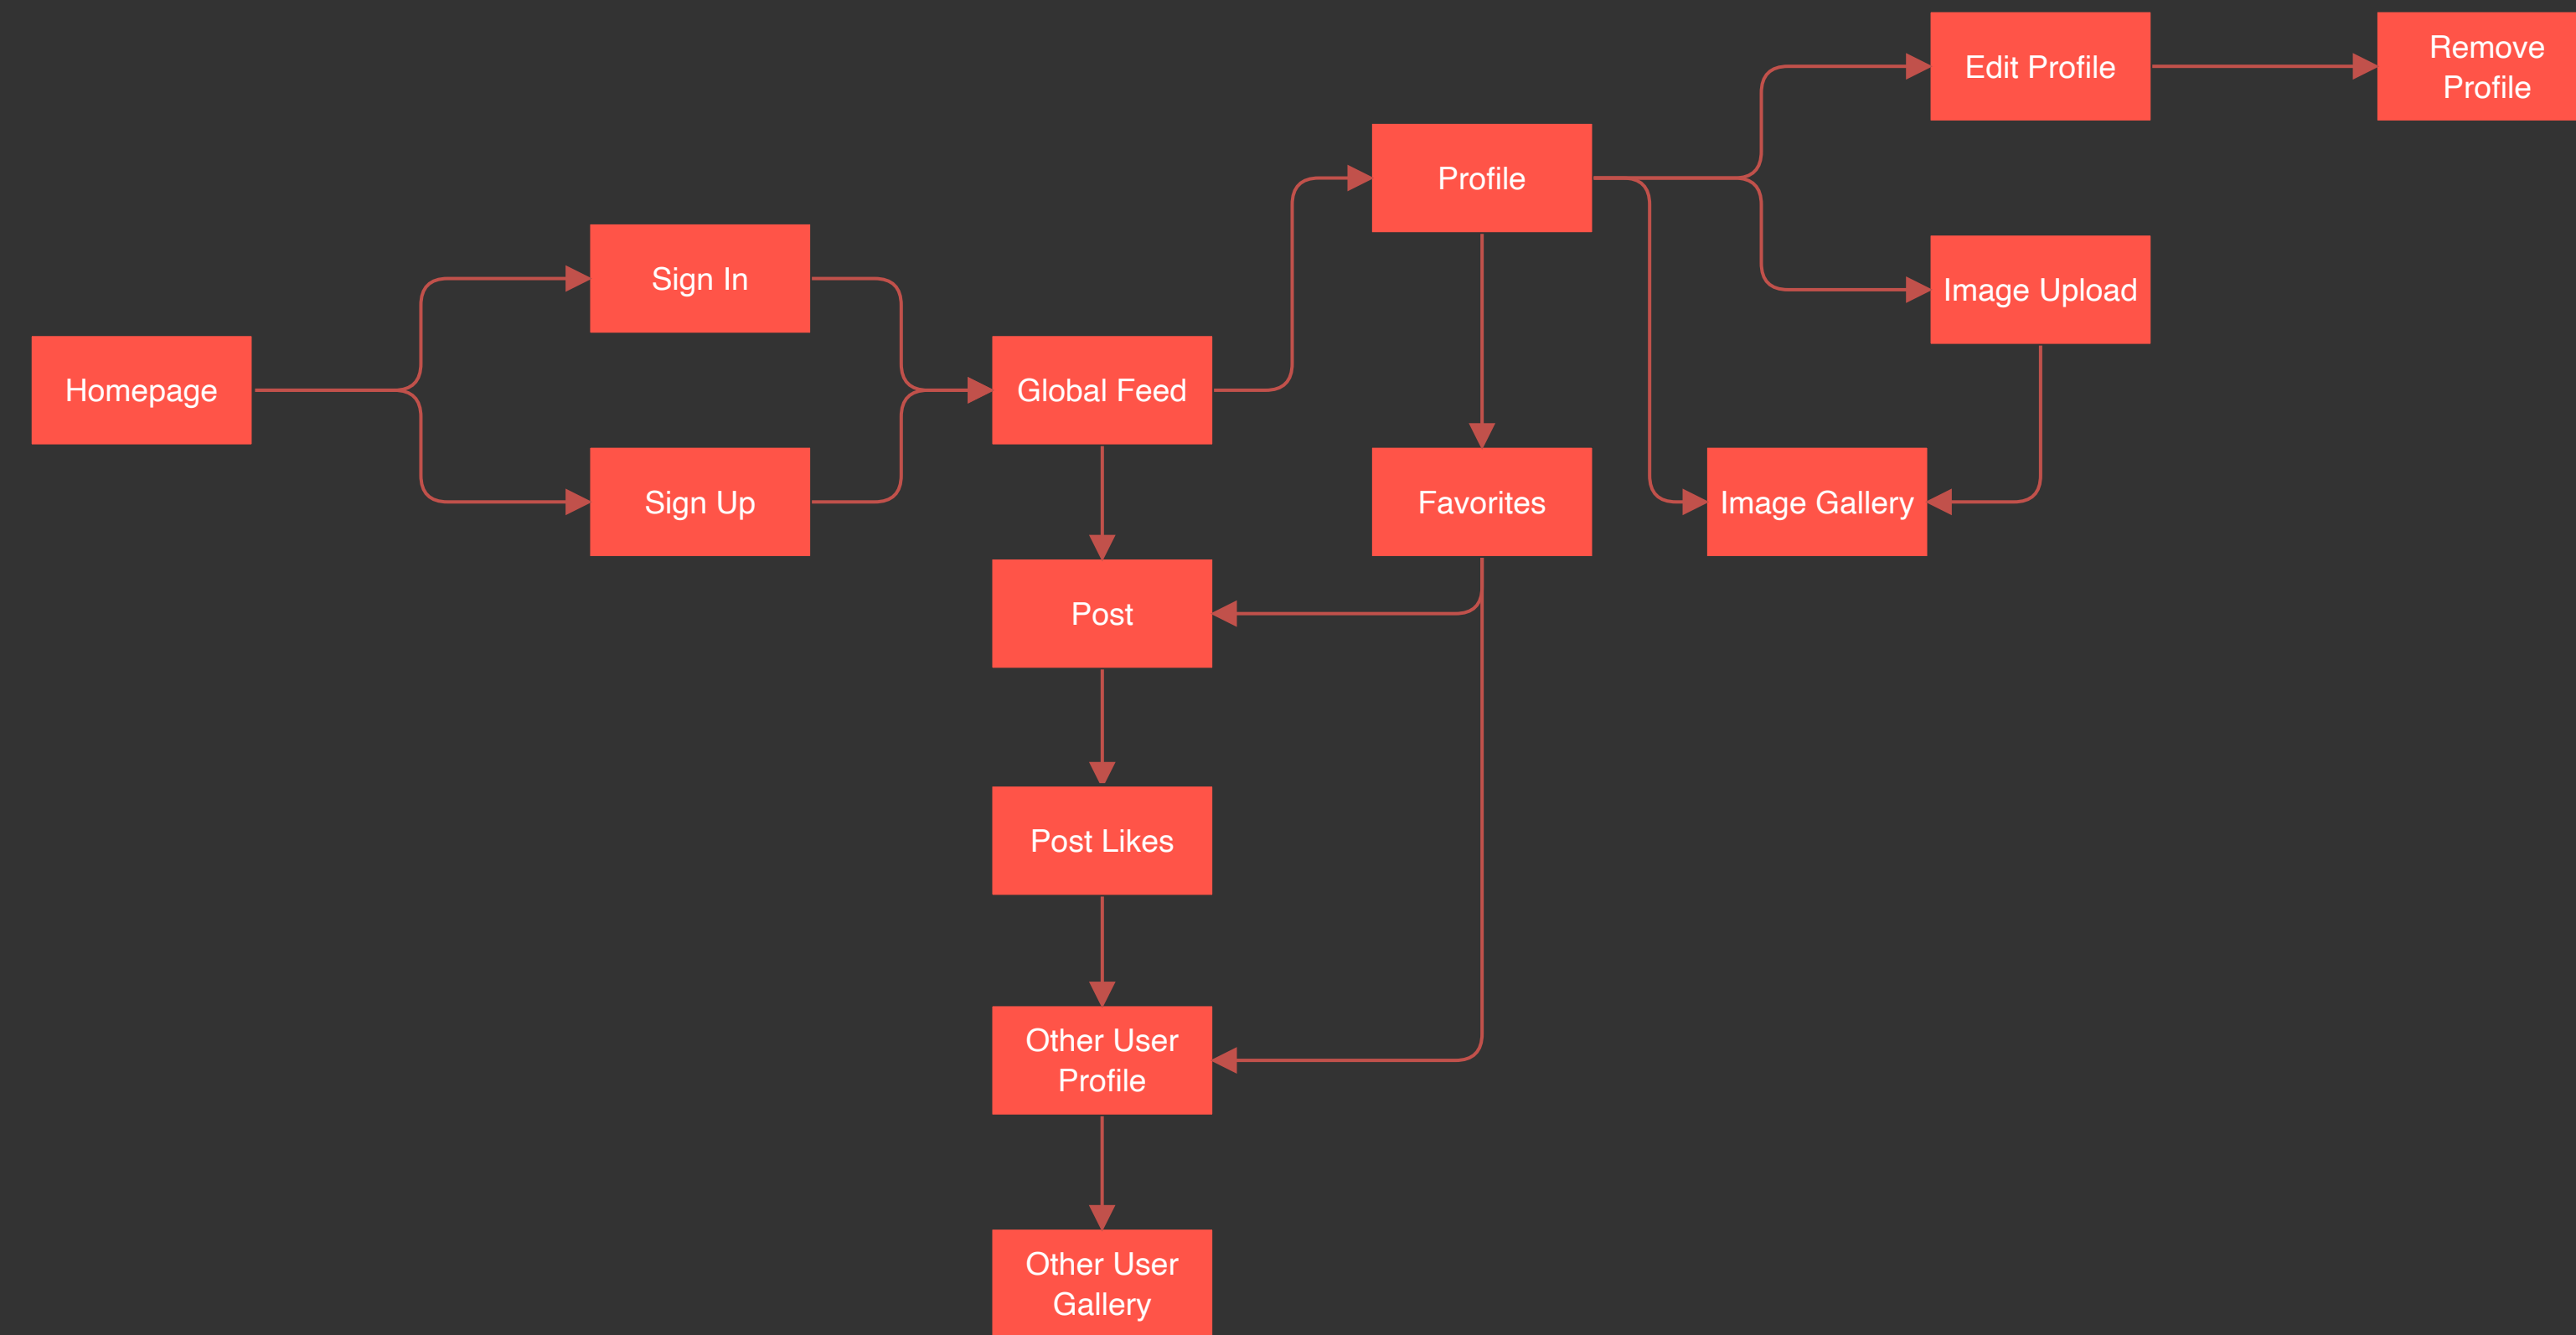 Edit Profile
Remove
Profile
Profile
Sign In
Image Upload
Homepage
Global Feed
Sign Up
Favorites
Image Gallery
Post
Post Likes
Other User
Profile
Other User
Gallery